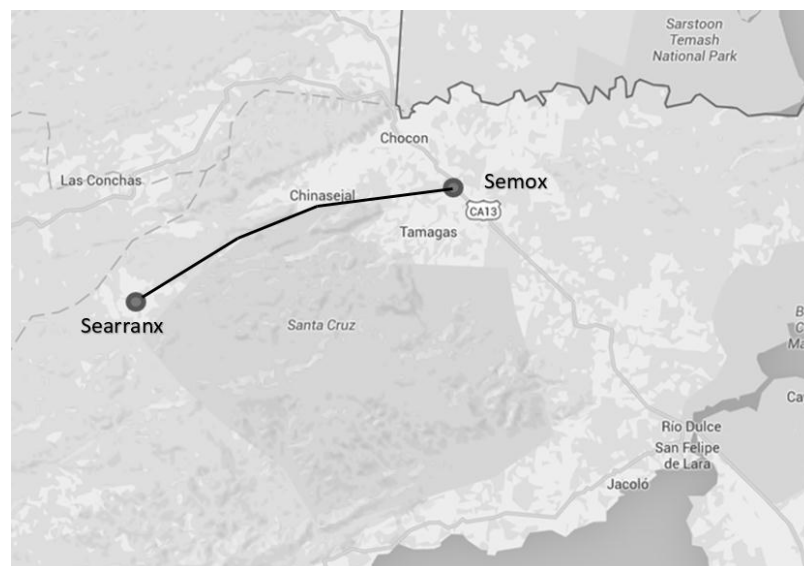 Sarstoon
Temash
National Park
Chocon
Las Conchas
Chinasejal
Semox
CA13
Tamagas
Searranx
Santa Cruz
Río Dulce
San Felipe
de Lara
Jacoló